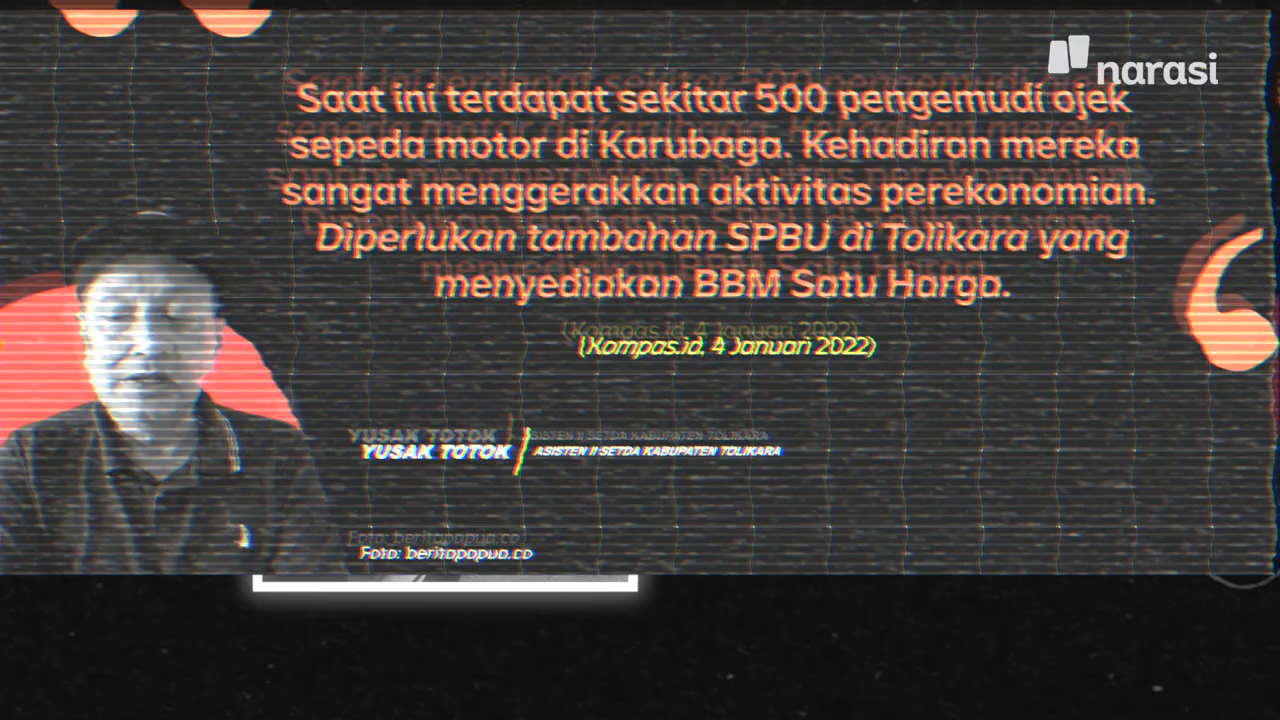 narasi
Saat ini terdapat sekitar 500 pengemudi ojek
sepeda motor di Karubaga. Kehadiran mereka
sangat menggerakkan aktivitas perekonomian.
Diperlukan tambahan SPBU di Tolikara yang
menyediakan BBM Satu Harga.
(Kompas.id, 4 Januari 2022)
YUSAK TOTOK / ASISTEN II SETDA KABUPATEN TOLIKARA
Foto: beritapapua.co